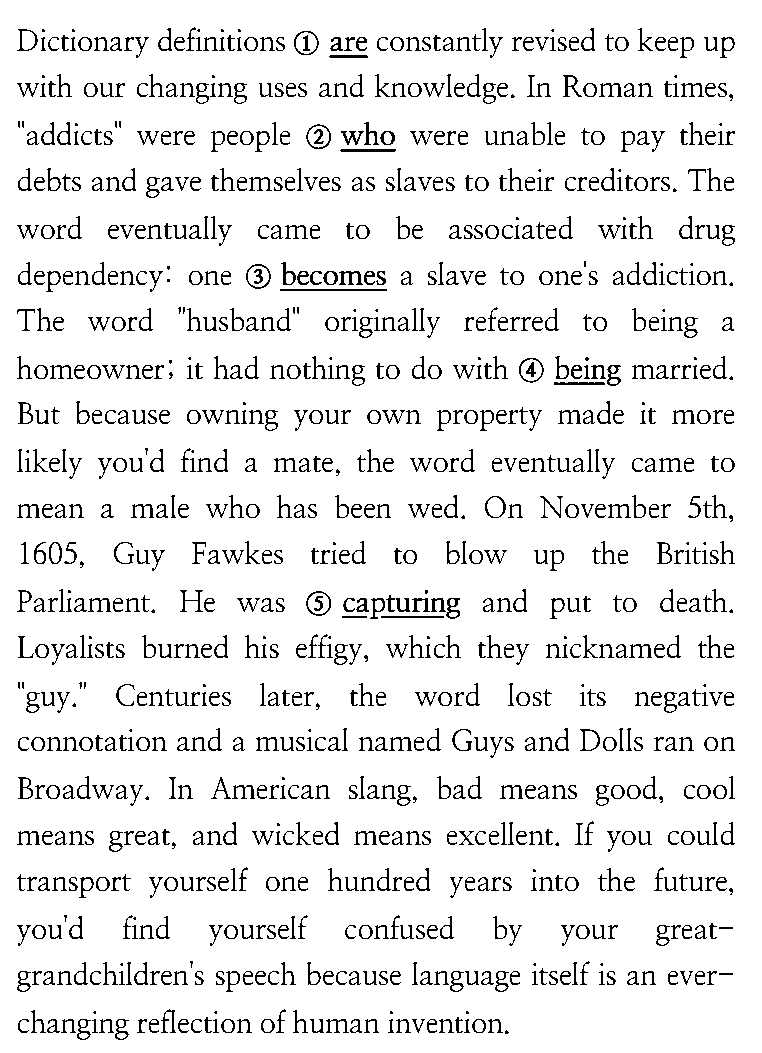 Dictionary definitions ① are constantly revised to keep up
with our changing uses and knowledge. In Roman times,
"addicts" were people ② who were unable to pay their
debts and gave themselves as slaves to their creditors. The
word eventually came to be associated with drug
dependency: one ③ becomes a slave to one's addiction.
The word "husband" originally referred to being a
homeowner; it had nothing to do with ④ being married.
But because owning your own property made it more
likely you'd find a mate, the word eventually came to
mean a male who has been wed. On November 5th,
1605, Guy Fawkes tried to blow up the British
Parliament. He was ⑤ capturing and put to death.
Loyalists burned his effigy, which they nicknamed the
"guy." Centuries later, the word lost its negative
connotation and a musical named Guys and Dolls ran on
Broadway. In American slang, bad means good, cool
means great, and wicked means excellent. If you could
transport yourself one hundred years into the future,
you'd find yourself confused by your great-
grandchildren's speech because language itself is an ever-
changing reflection of human invention.